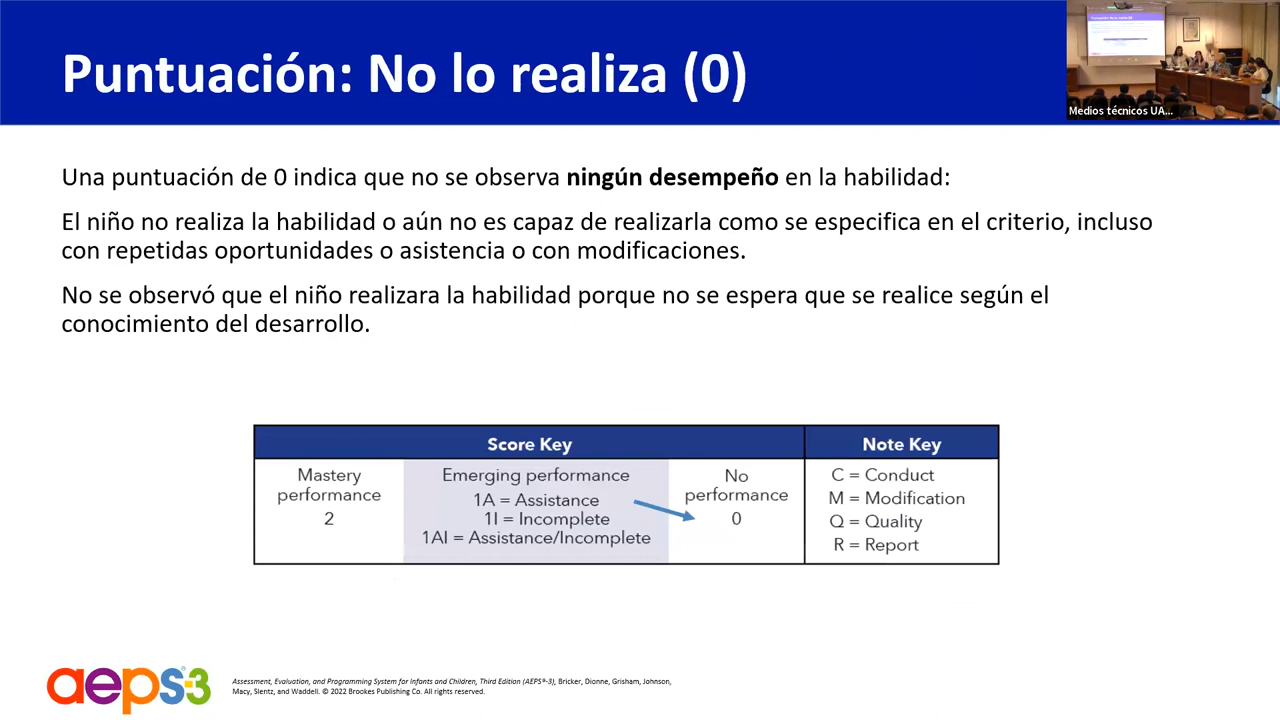 Puntuación: No lo realiza (0)
Medios técnicos UA...
Una puntuación de 0 indica que no se observa ningún desempeño en la habilidad:
El niño no realiza la habilidad o aún no es capaz de realizarla como se especifica en el criterio, incluso
con repetidas oportunidades o asistencia o con modificaciones.
No se observó que el niño realizara la habilidad porque no se espera que se realice según el
conocimiento del desarrollo.
Score Key
Note Key
Mastery
performance
2
Emerging performance
1A = Assistance
1I = Incomplete
1AI = Assistance/Incomplete
No
performance
0
C = Conduct
M = Modification
Q = Quality
R = Report
aeps®-3
Assessment, Evaluation, and Programming System for Infants and Children, Third Edition (AEPS®-3), Bricker, Dionne, Grisham, Johnson,
Macy, Slentz, and Waddell. © 2022 Brookes Publishing Co. All rights reserved.